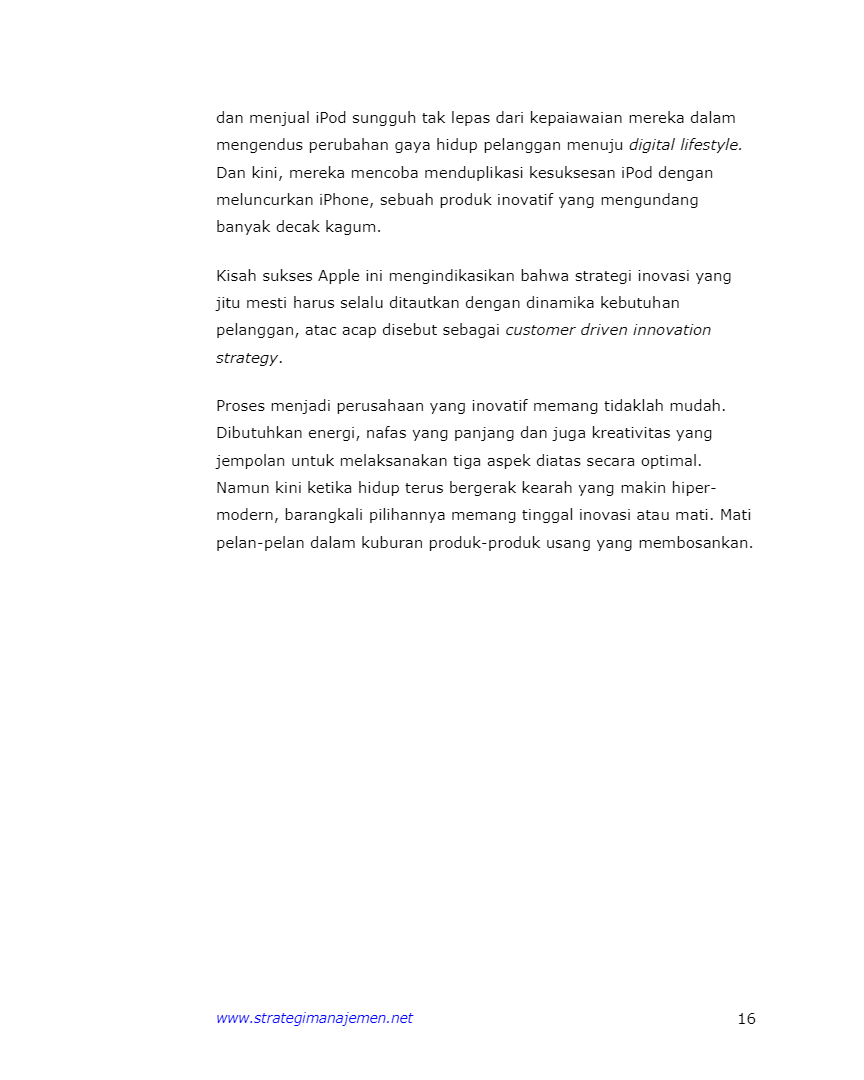 dan menjual iPod sungguh tak lepas dari kepaiawaian mereka dalam
mengendus perubahan gaya hidup pelanggan menuju digital lifestyle.
Dan kini, mereka mencoba menduplikasi kesuksesan iPod dengan
meluncurkan iPhone, sebuah produk inovatif yang mengundang
banyak decak kagum.
Kisah sukses Apple ini mengindikasikan bahwa strategi inovasi yang
jitu mesti harus selalu ditautkan dengan dinamika kebutuhan
pelanggan, atac acap disebut sebagai customer driven innovation
strategy.
Proses menjadi perusahaan yang inovatif memang tidaklah mudah.
Dibutuhkan energi, nafas yang panjang dan juga kreativitas yang
jempolan untuk melaksanakan tiga aspek diatas secara optimal.
Namun kini ketika hidup terus bergerak kearah yang makin hiper-
modern, barangkali pilihannya memang tinggal inovasi atau mati. Mati
pelan-pelan dalam kuburan produk-produk usang yang membosankan.
www.strategimanajemen.net 16